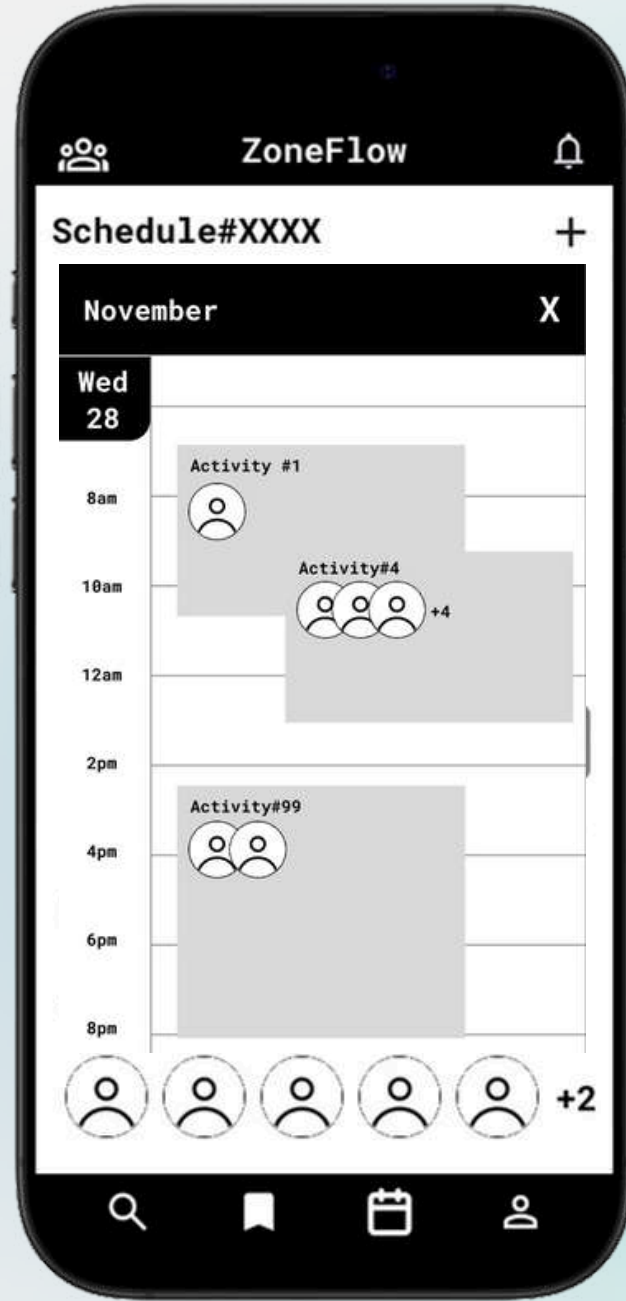 ZoneFlow
Schedule#XXXX
+
November X
Wed
28
Activity #1
8am
Activity#4
10am
+4
12am
2pm
Activity#99
4pm
6pm
8pm
+2